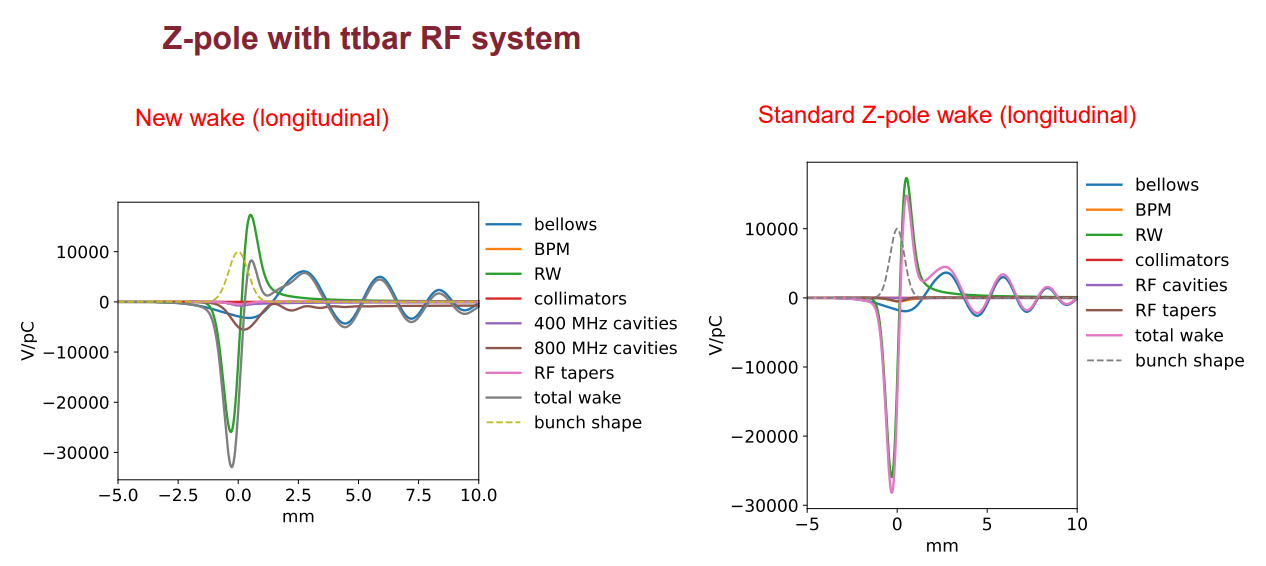 Z-pole with ttbar RF system
New wake (longitudinal)
10000
0
−10000
−20000
−30000
V/pC
−5.0 −2.5 0.0 2.5 5.0 7.5 10.0
mm
bellows
BPM
RW
collimators
400 MHz cavities
800 MHz cavities
RF tapers
total wake
bunch shape
Standard Z-pole wake (longitudinal)
10000
0
−10000
−20000
−30000
V/pC
−5 0 5 10
mm
bellows
BPM
RW
collimators
RF cavities
RF tapers
total wake
bunch shape